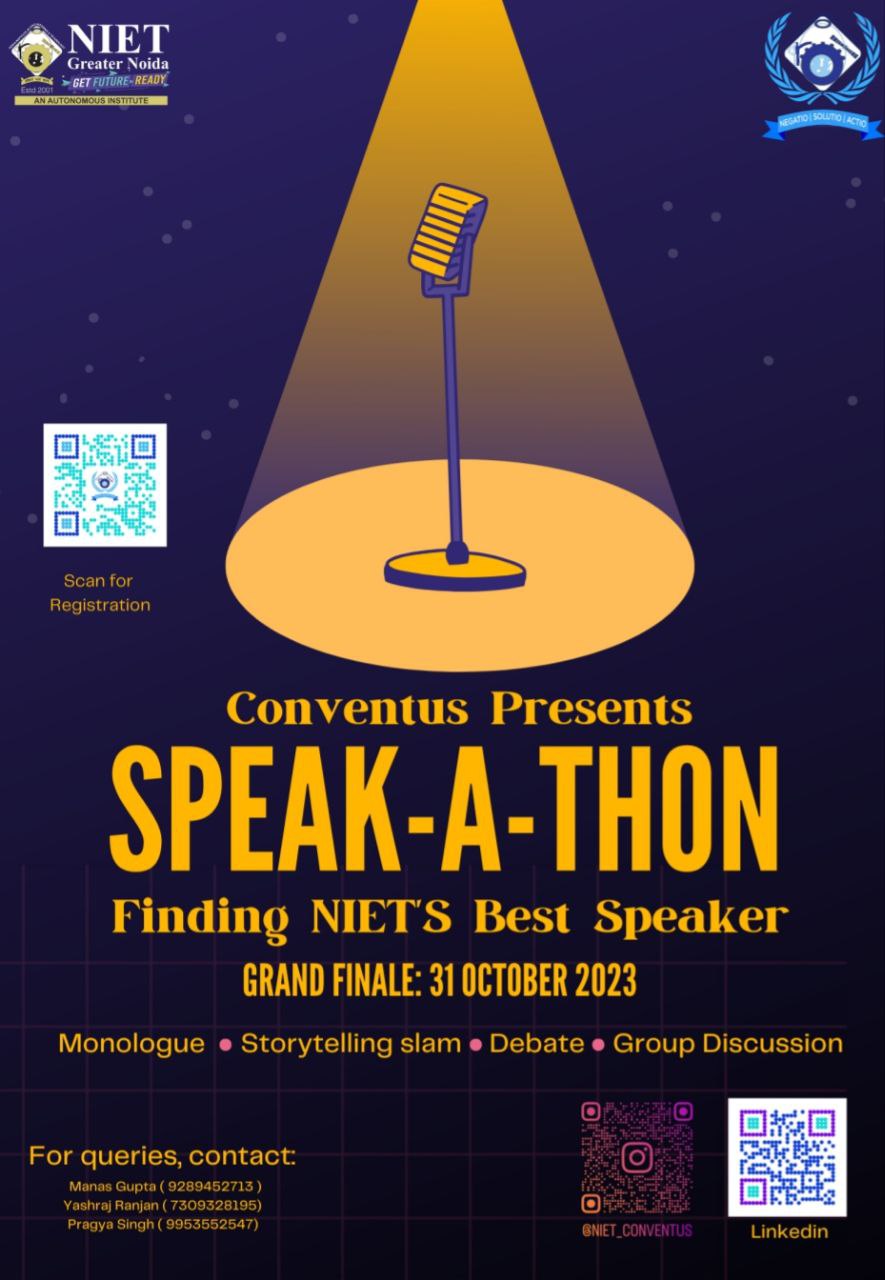 NIET
Greater Noida
Estd 2001
GET FUTURE-READY
AN AUTONOMOUS INSTITUTE
NEGATIO | SOLUTIO | ACTIO
Scan for
Registration
Conventus Presents
SPEAK-A-THON
Finding NIET'S Best Speaker
GRAND FINALE: 31 OCTOBER 2023
Monologue ● Storytelling slam ● Debate ● Group Discussion
For queries, contact:
Manas Gupta ( 9289452713 )
Yashraj Ranjan ( 7309328195)
Pragya Singh ( 9953552547)
@NIET_CONVENTUS
Linkedin